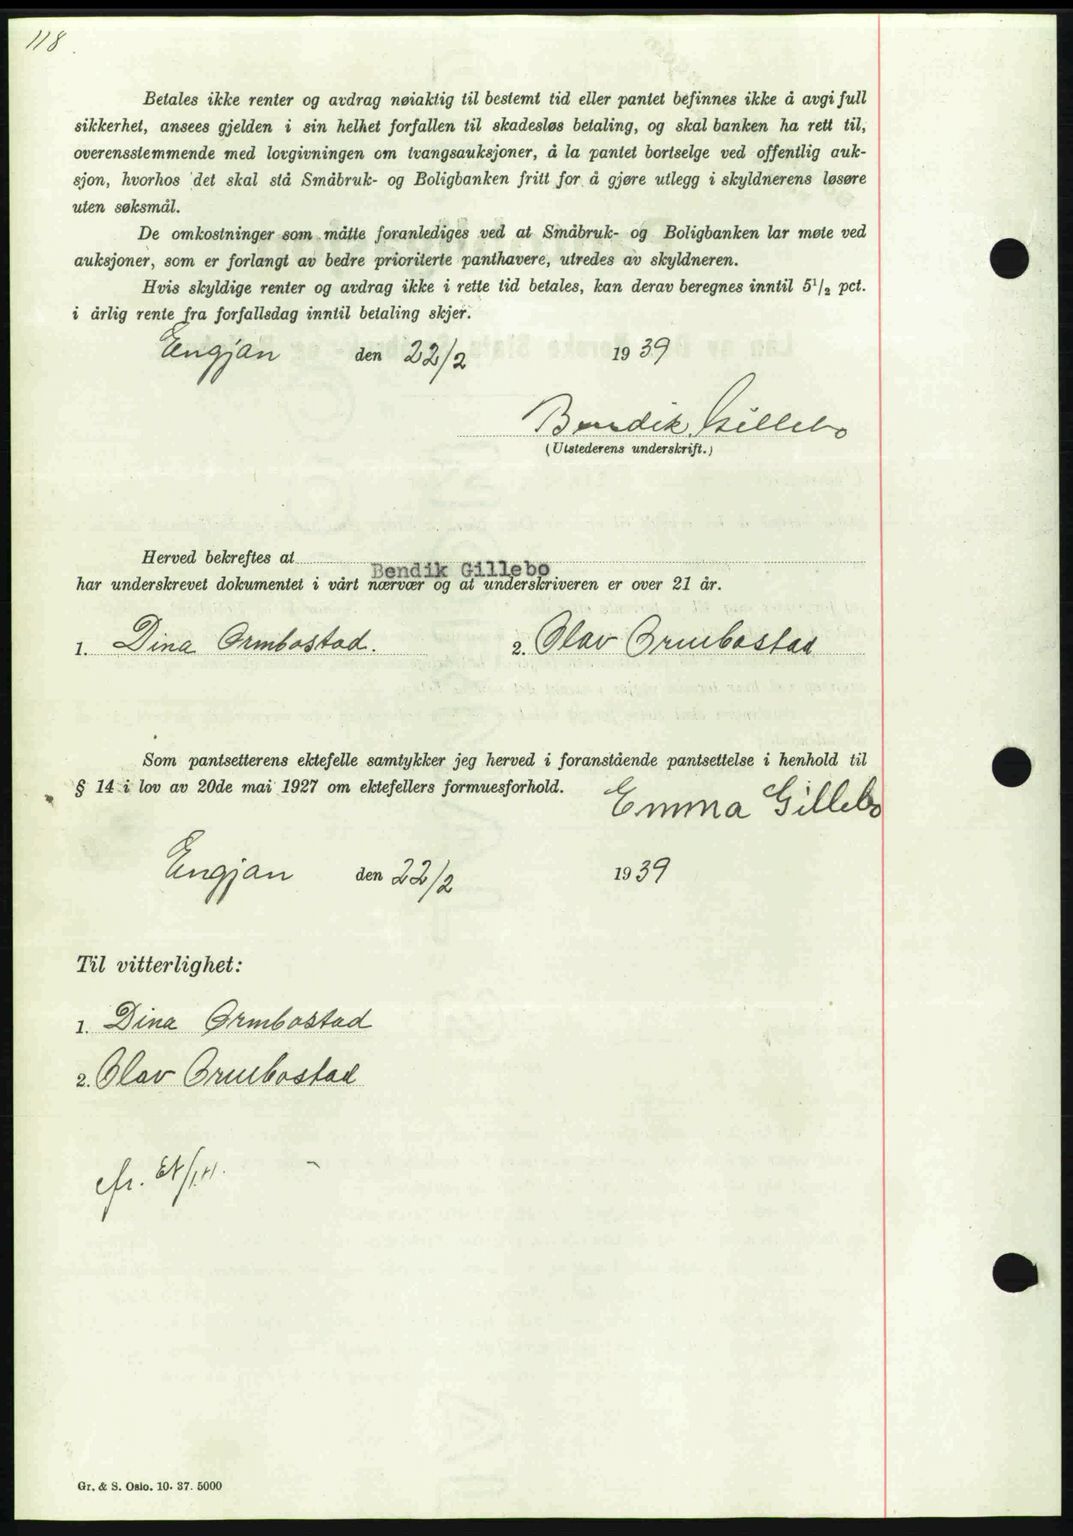 118
Betales ikke renter og avdrag nøiaktig til bestemt tid eller pantet befinnes ikke å avgi full
sikkerhet, ansees gjelden i sin helhet forfallen til skadesløs betaling, og skal banken ha rett til,
overensstemmende med lovgivningen om tvangsauksjoner, å la pantet bortselge ved offentlig auk-
sjon, hvorhos det skal stå Småbruk- og Boligbanken fritt for å gjøre utlegg i skyldnerens løsøre
uten søksmål.
De omkostninger som måtte foranlediges ved at Småbruk- og Boligbanken lar møte ved
auksjoner, som er forlangt av bedre prioriterte panthavere, utredes av skyldneren.
Hvis skyldige renter og avdrag ikke i rette tid betales, kan derav beregnes inntil 5½ pct.
i årlig rente fra forfallsdag inntil betaling skjer.
Engjan den 22/2 1939
Bendik Gillebo
(Utstederens underskrift.)
Herved bekreftes at Bendik Gillebo
har underskrevet dokumentet i vårt nærvær og at underskriveren er over 21 år.
1. Dina Ormbostad. 2. Olav Ormbostad
Som pantsetterens ektefelle samtykker jeg herved i foranstående pantsettelse i henhold til
§ 14 i lov av 20de mai 1927 om ektefellers formuesforhold. Emma Gillebo
Engjan den 22/2 1939
Til vitterlighet:
1. Dina Ormbostad
2. Olav Ormbostad
Gr. & S. Oslo. 10. 37. 5000